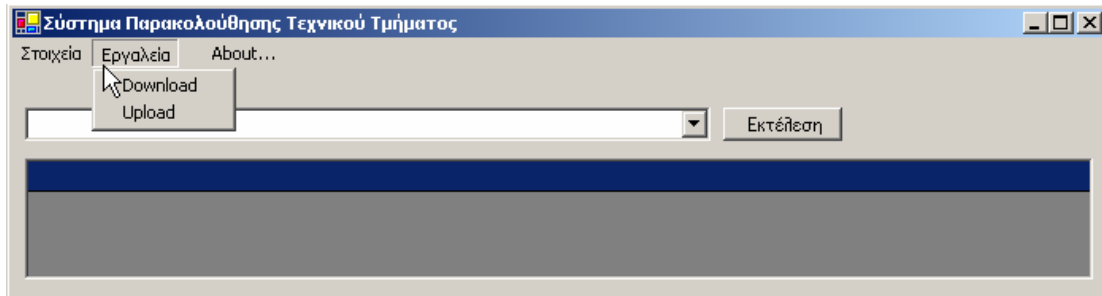 Σύστημα Παρακολούθησης Τεχνικού Τμήματος
Στοιχεία Εργαλεία About...
Download
Upload
Εκτέλεση